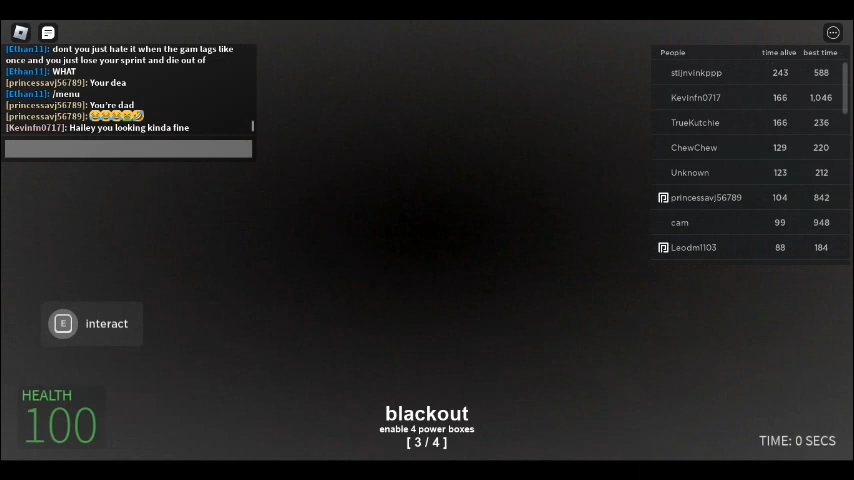 [Ethan11]: dont you just hate it when the gam lags like
once and you just lose your sprint and die out of
[Ethan11]: WHAT
[princessavj56789]: Your dea
[Ethan11]: /menu
[princessavj56789]: You're dad
[princessavj56789]: 😂😂😂🤮🤣
[Kevinfn0717]: Hailey you looking kinda fine
People time alive best time
stijnvinkppp 243 588
Kevinfn0717 166 1,046
TrueKutchie 166 236
ChewChew 129 220
Unknown 123 212
princessavj56789 104 842
cam 99 948
Leodm1103 88 184
E interact
HEALTH
100
blackout
enable 4 power boxes
[ 3 / 4 ]
TIME: 0 SECS